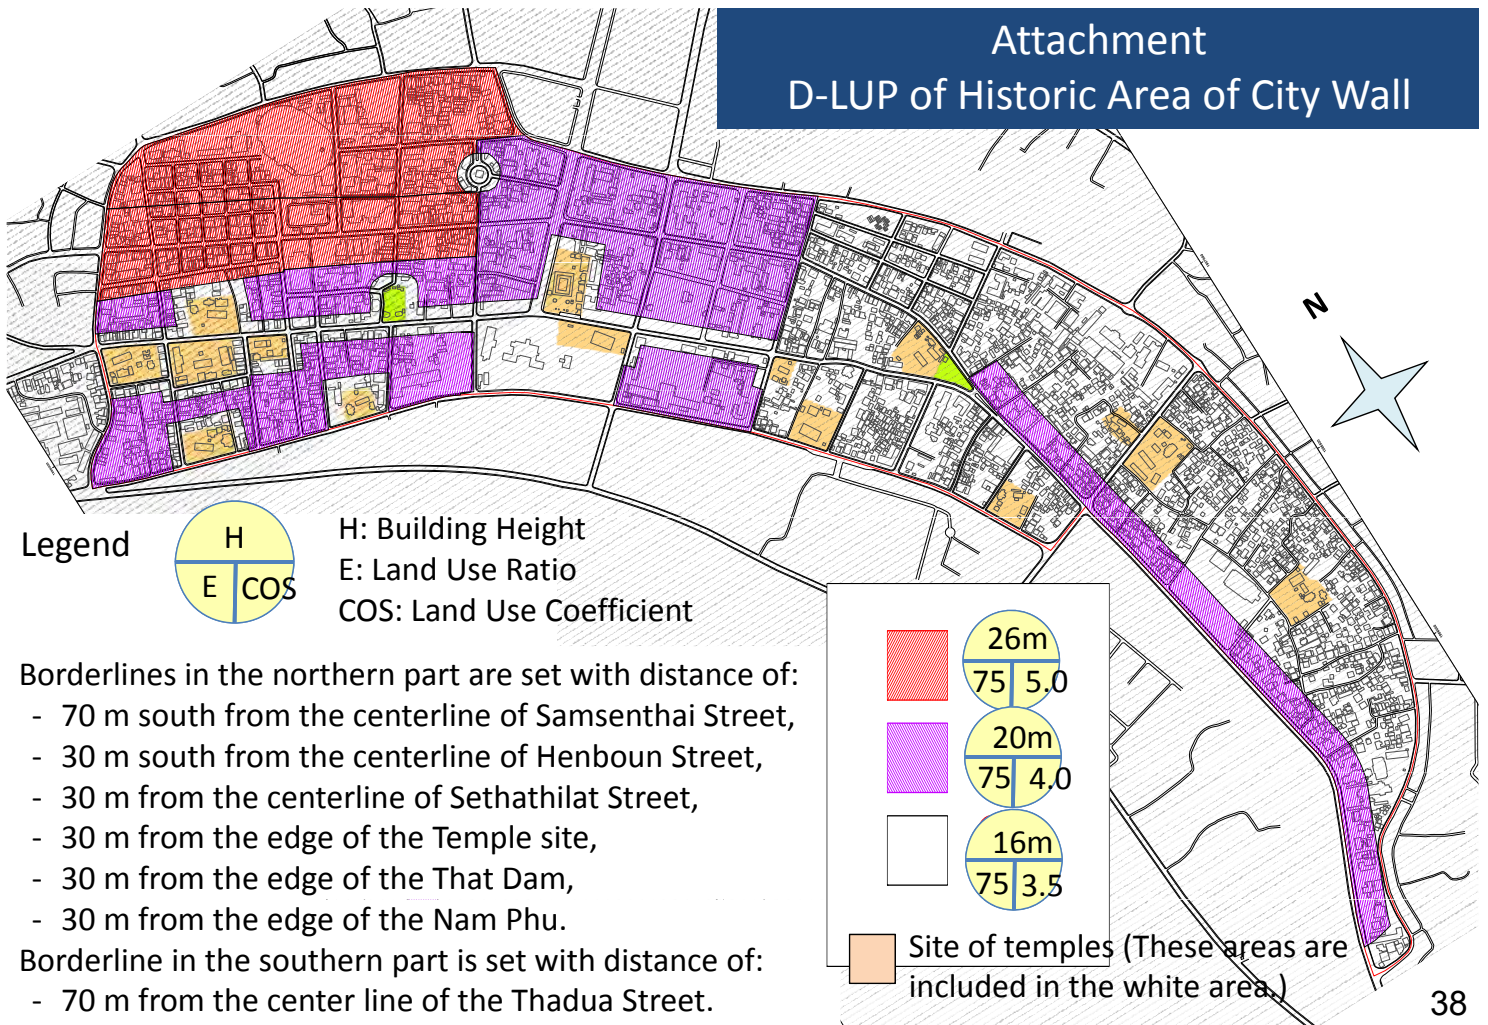 Attachment
D-LUP of Historic Area of City Wall
N
Legend
H
E COS
H: Building Height
E: Land Use Ratio
COS: Land Use Coefficient
Borderlines in the northern part are set with distance of:
- 70 m south from the centerline of Samsenthai Street,
- 30 m south from the centerline of Henboun Street,
- 30 m from the centerline of Sethathilat Street,
- 30 m from the edge of the Temple site,
- 30 m from the edge of the That Dam,
- 30 m from the edge of the Nam Phu.
Borderline in the southern part is set with distance of:
- 70 m from the center line of the Thadua Street.
26m
75 5.0
20m
75 4.0
16m
75 3.5
Site of temples (These areas are
included in the white area.)
38